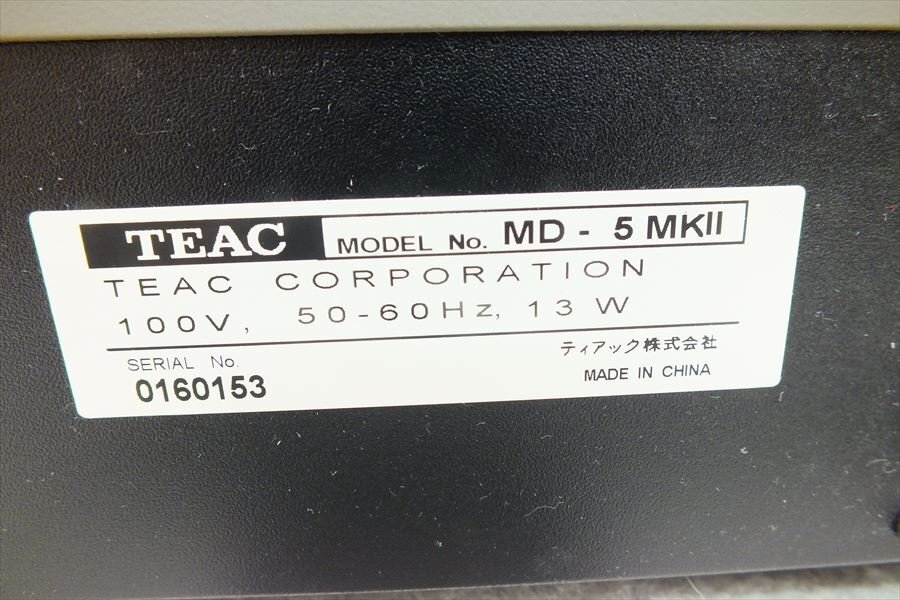 TEAC MODEL No. MD - 5 MKII
TEAC CORPORATION
100V, 50-60Hz, 13 W
SERIAL No.
0160153
ティアック株式会社
MADE IN CHINA